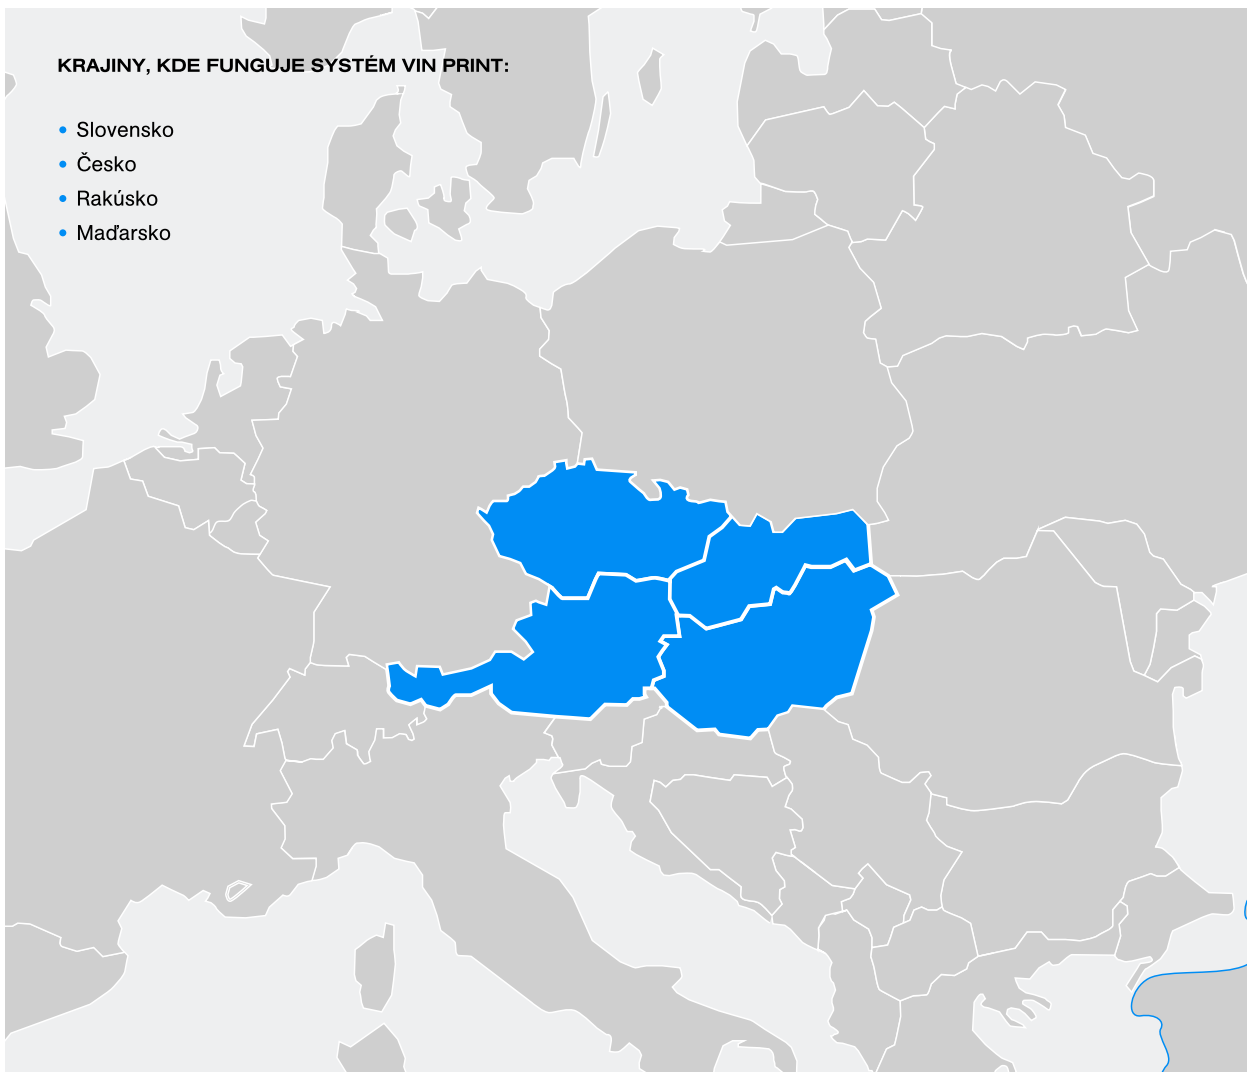 KRAJINY, KDE FUNGUJE SYSTÉM VIN PRINT:
• Slovensko
• Česko
• Rakúsko
• Maďarsko